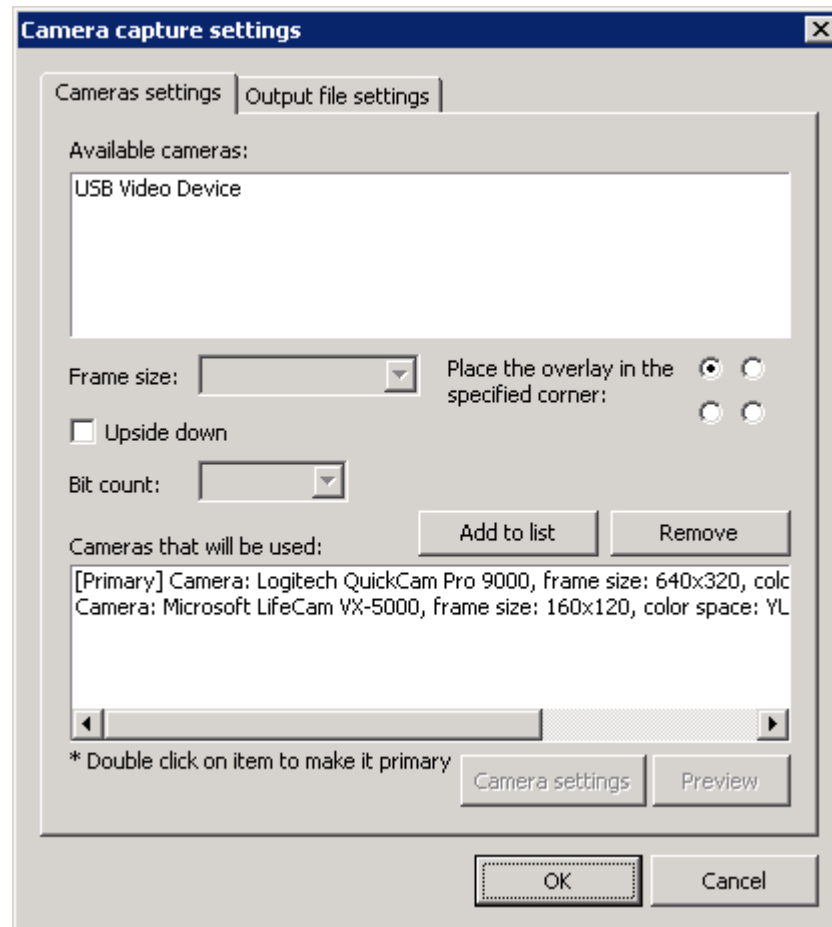 Camera capture settings
Cameras settings
Output file settings
Available cameras:
USB Video Device
Frame size:
Place the overlay in the
specified corner:
Upside down
Bit count:
Add to list
Remove
Cameras that will be used:
[Primary] Camera: Logitech QuickCam Pro 9000, frame size: 640x320, colc
Camera: Microsoft LifeCam VX-5000, frame size: 160x120, color space: YU
* Double click on item to make it primary
Camera settings
Preview
OK
Cancel